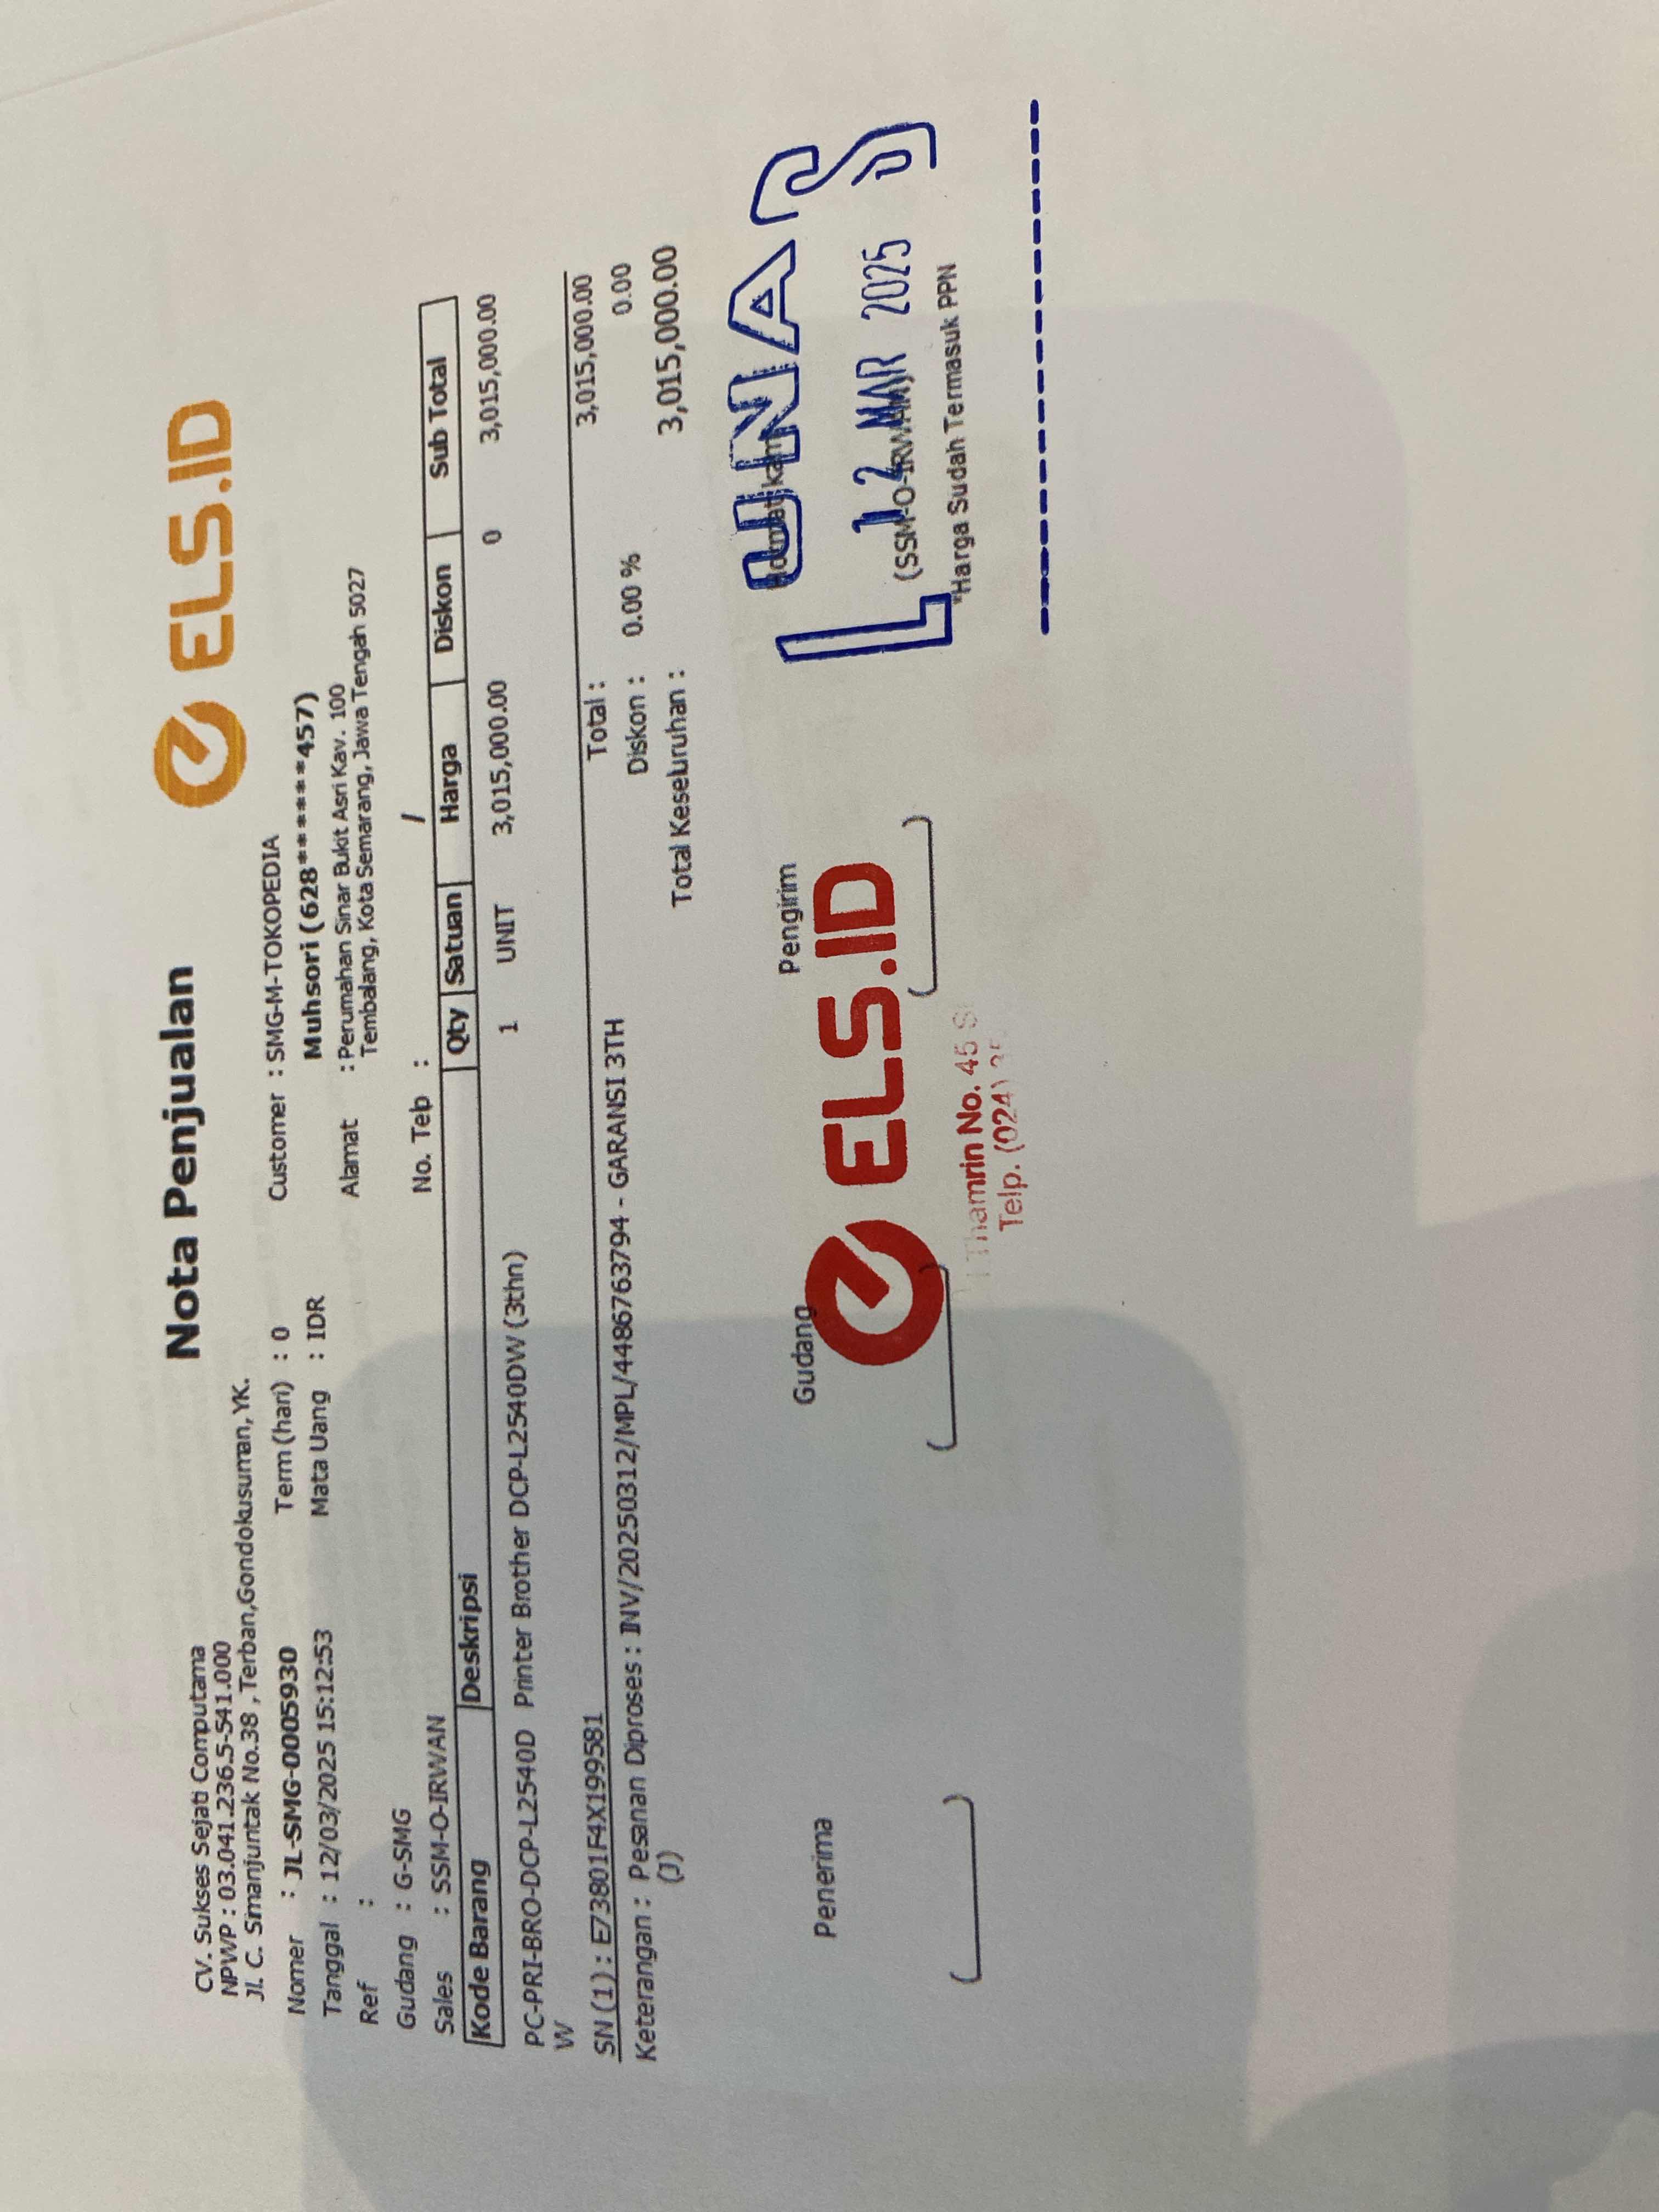 CV. Sukses Sejati Computama
NPWP : 03.041.236.5-541.000
Jl. C. Simanjuntak No.38 , Terban,Gondokusuman, YK.
Nota Penjualan
ELS.ID
Nomer : JL-SMG-0005930
Tanggal : 12/03/2025 15:12:53
Ref :
Gudang : G-SMG
Sales : SSM-O-IRWAN
Term (hari) : 0
Mata Uang : IDR
Customer : SMG-M-TOKOPEDIA
Muhsori (628******457)
Alamat : Perumahan Sinar Bukit Asri Kav. 100
Tembalang, Kota Semarang, Jawa Tengah 5027
No. Telp : /
Kode Barang Deskripsi Qty Satuan Harga Diskon Sub Total
PC-PRI-BRO-DCP-L2540D Printer Brother DCP-L2540DW (3thn) 1 UNIT 3,015,000.00 0 3,015,000.00
W
SN (1) : E73801F4X199581
Total : 3,015,000.00
Keterangan : Pesanan Diproses : INV/20250312/MPL/4486763794 - GARANSI 3TH
(J)
Diskon : 0.00 % 0.00
Total Keseluruhan : 3,015,000.00
Penerima
Gudang
Pengirim
Hormat kami
ELS.ID
Thamrin No. 45 S
Telp. (024)
LUNAS
12 MAR 2025
(SSM-O-IRWAN)
*Harga Sudah Termasuk PPN